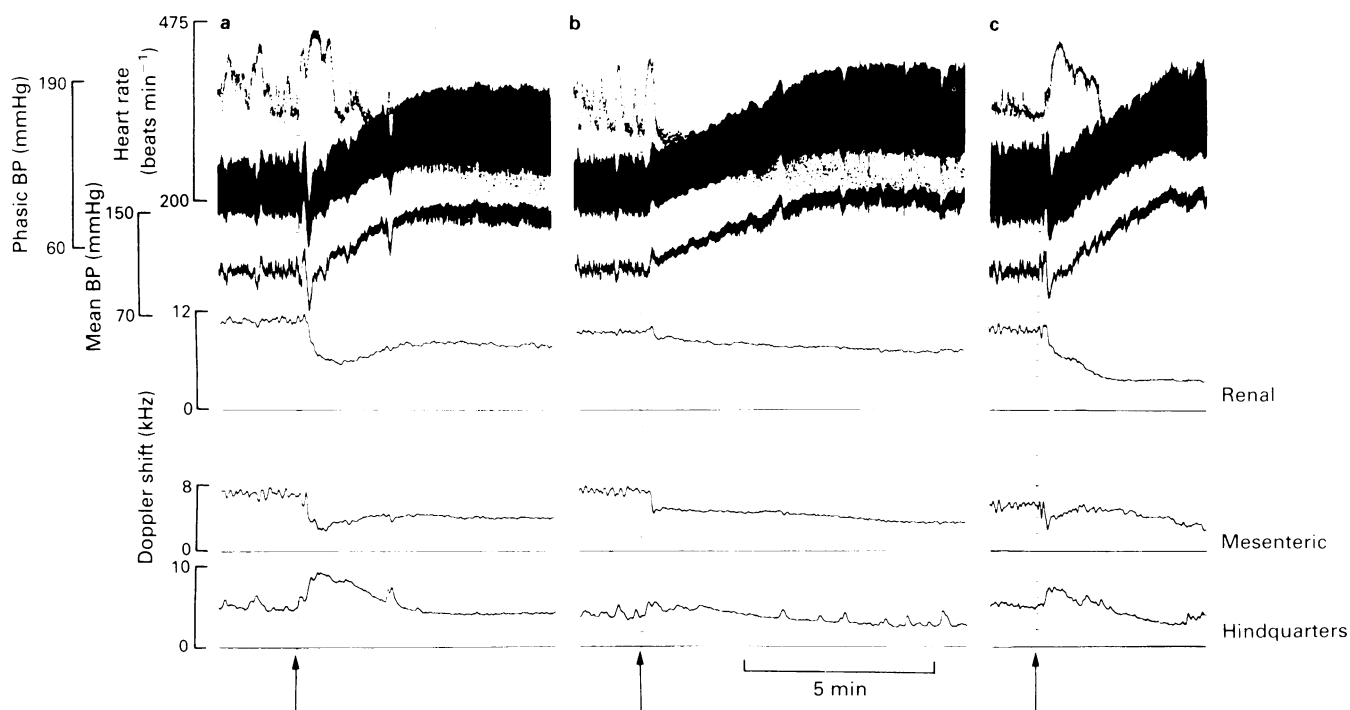 a
b
c
Phasic BP (mmHg)
190
60
Mean BP (mmHg)
150
70
Heart rate
(beats min⁻¹)
475
200
Doppler shift (kHz)
12
0
Renal
8
0
Mesenteric
10
0
Hindquarters
5 min